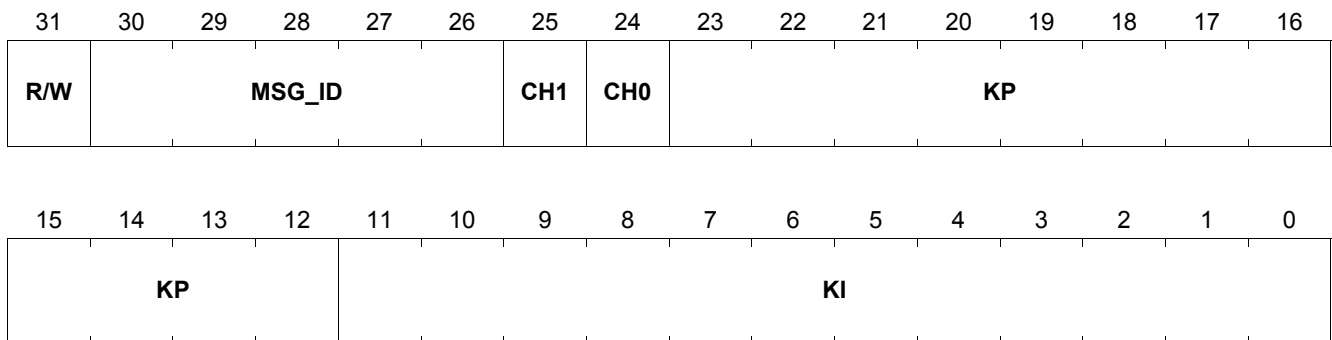 31 30 29 28 27 26 25 24 23 22 21 20 19 18 17 16
R/W MSG_ID CH1 CH0 KP
15 14 13 12 11 10 9 8 7 6 5 4 3 2 1 0
KP KI